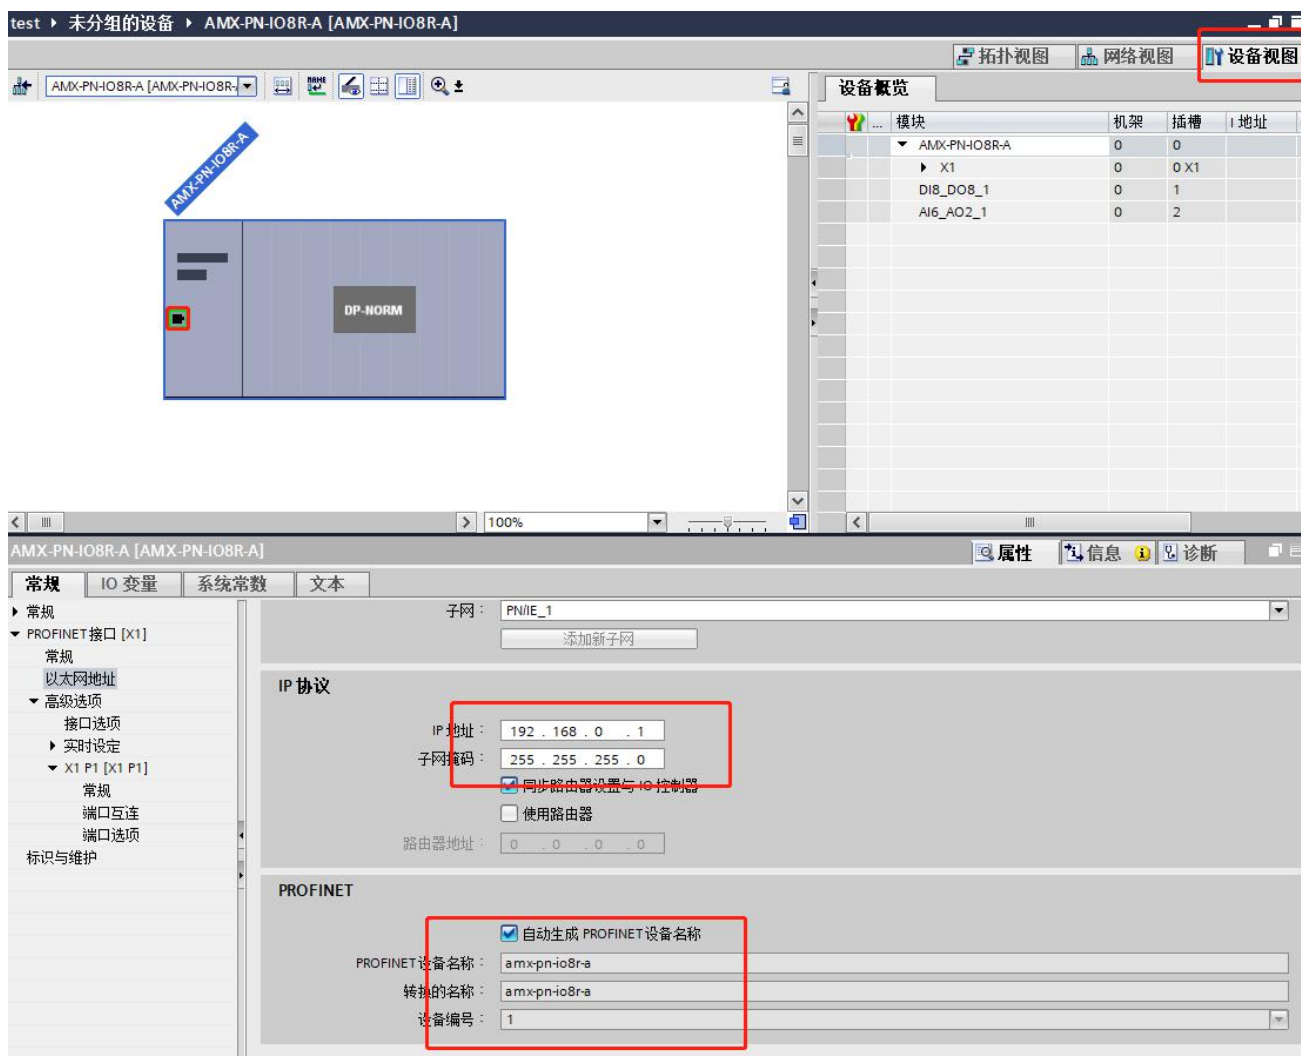 test ▸ 未分组的设备 ▸ AMX-PN-IO8R-A [AMX-PN-IO8R-A]
拓扑视图 网络视图 设备视图
AMX-PN-IO8R-A [AMX-PN-IO8R-
设备概览
... 模块 机架 插槽 I 地址
AMX-PN-IO8R-A 0 0
X1 0 0 X1
DI8_DO8_1 0 1
AI6_AO2_1 0 2
AMX-PN-IO8R-A
DP-NORM
100%
AMX-PN-IO8R-A [AMX-PN-IO8R-A]
属性 信息 诊断
常规 IO 变量 系统常数 文本
常规
PROFINET接口 [X1]
常规
以太网地址
高级选项
接口选项
实时设定
X1 P1 [X1 P1]
常规
端口互连
端口选项
标识与维护
子网： PN/IE_1
添加新子网
IP 协议
IP 地址： 192 . 168 . 0 . 1
子网掩码： 255 . 255 . 255 . 0
同步路由器设置与 IO 控制器
使用路由器
路由器地址： 0 . 0 . 0 . 0
PROFINET
自动生成 PROFINET设备名称
PROFINET设备名称： amx-pn-io8r-a
转换的名称： amx-pn-io8r-a
设备编号： 1